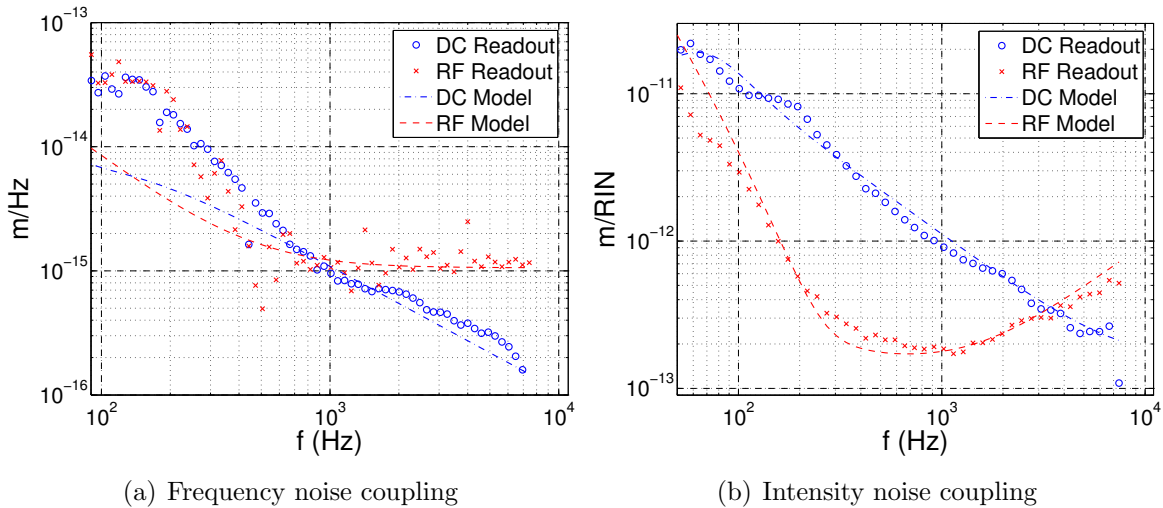 10^-13
10^-14
10^-15
10^-16
m/Hz
DC Readout
RF Readout
DC Model
RF Model
10^2
10^3
10^4
f (Hz)
(a) Frequency noise coupling
10^-11
10^-12
10^-13
m/RIN
DC Readout
RF Readout
DC Model
RF Model
10^2
10^3
10^4
f (Hz)
(b) Intensity noise coupling